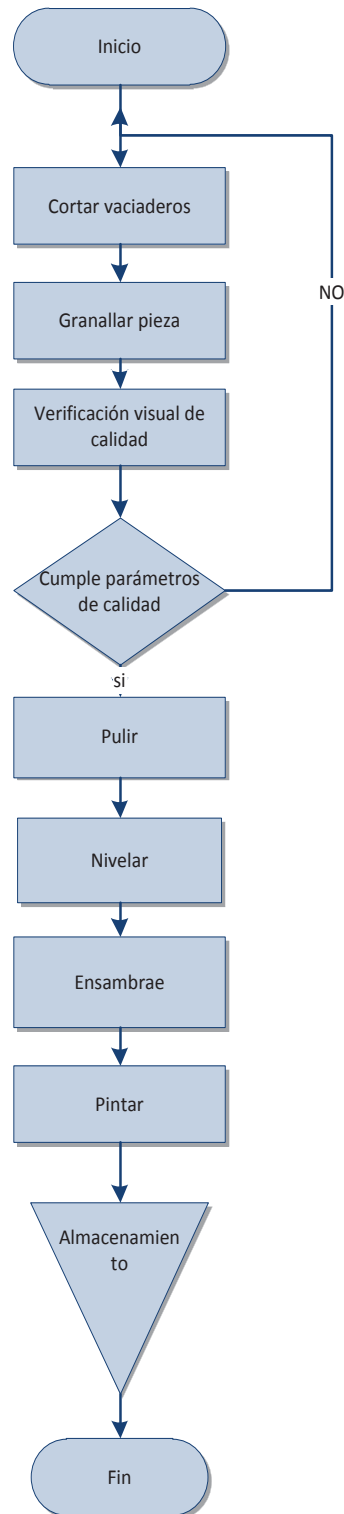 Inicio
Cortar vaciaderos
NO
Granallar pieza
Verificación visual de
calidad
Cumple parámetros
de calidad
si
Pulir
Nivelar
Ensambrae
Pintar
Almacenamien
to
Fin